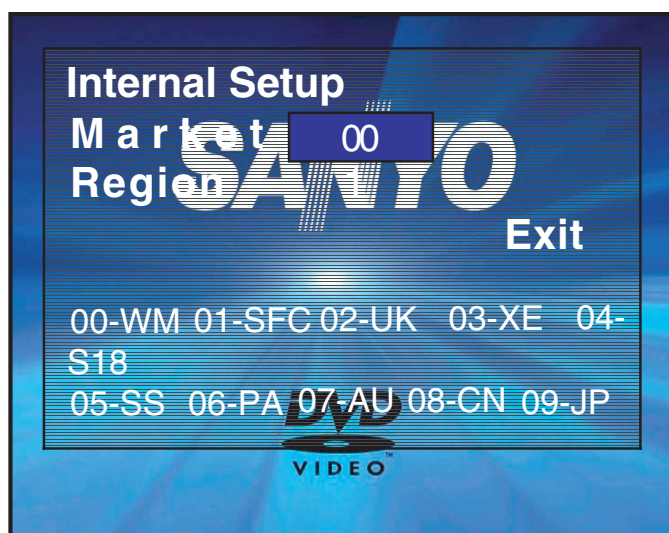 Internal Setup
Market 00
Region 1
SANYO
Exit
00-WM 01-SFC 02-UK 03-XE 04-
S18
05-SS 06-PA 07-AU 08-CN 09-JP
DVD
VIDEO™